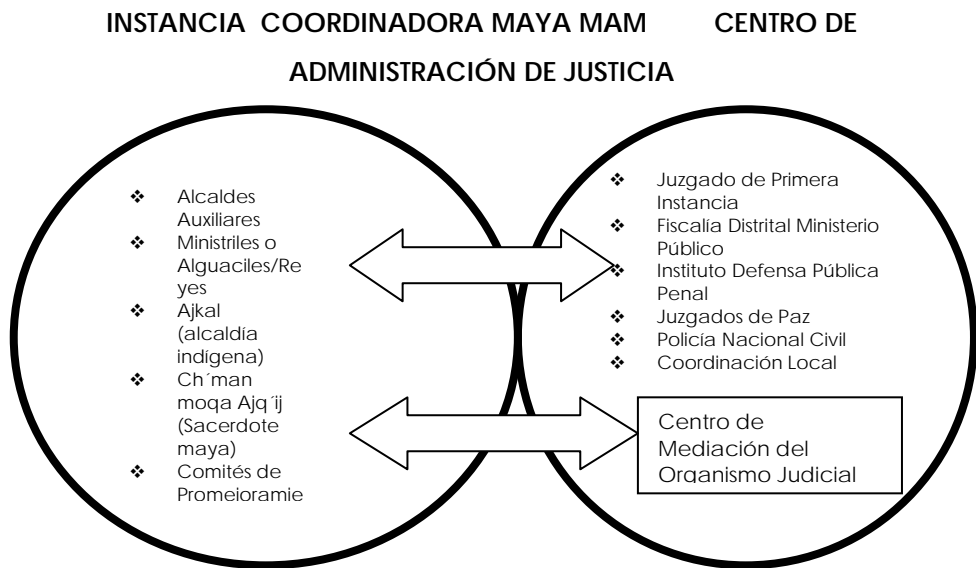 INSTANCIA COORDINADORA MAYA MAM CENTRO DE
ADMINISTRACIÓN DE JUSTICIA
❖ Alcaldes
Auxiliares
❖ Ministriles o
Alguaciles/Re
yes
❖ Ajkal
(alcaldía
indígena)
❖ Ch´man
moqa Ajq´ij
(Sacerdote
maya)
❖ Comités de
Promejoramie
❖ Juzgado de Primera
Instancia
❖ Fiscalía Distrital Ministerio
Público
❖ Instituto Defensa Pública
Penal
❖ Juzgados de Paz
❖ Policía Nacional Civil
❖ Coordinación Local
Centro de
Mediación del
Organismo Judicial